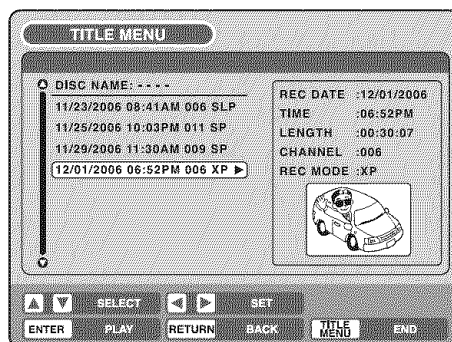 TITLE MENU
DISC NAME: - - - -
11/23/2006 08:41AM 006 SLP
11/25/2006 10:03PM 011 SP
11/29/2006 11:30AM 009 SP
12/01/2006 06:52PM 006 XP ▶
REC DATE :12/01/2006
TIME :06:52PM
LENGTH :00:30:07
CHANNEL :006
REC MODE :XP
SELECT SET
ENTER PLAY RETURN BACK TITLE MENU END